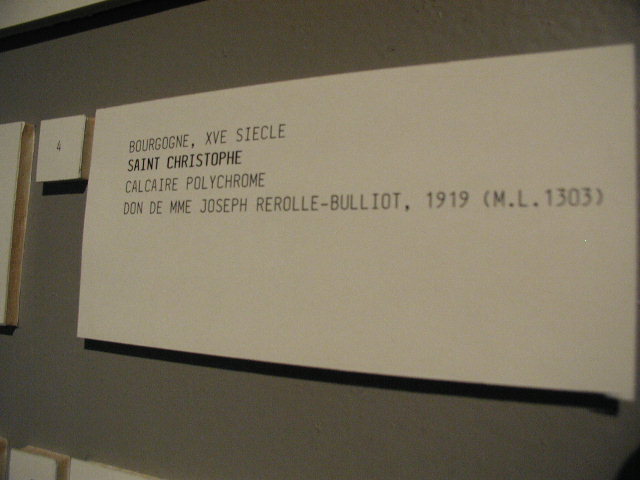 4
BOURGOGNE, XVE SIECLE
SAINT CHRISTOPHE
CALCAIRE POLYCHROME
DON DE MME JOSEPH REROLLE-BULLIOT, 1919 (M.L.1303)